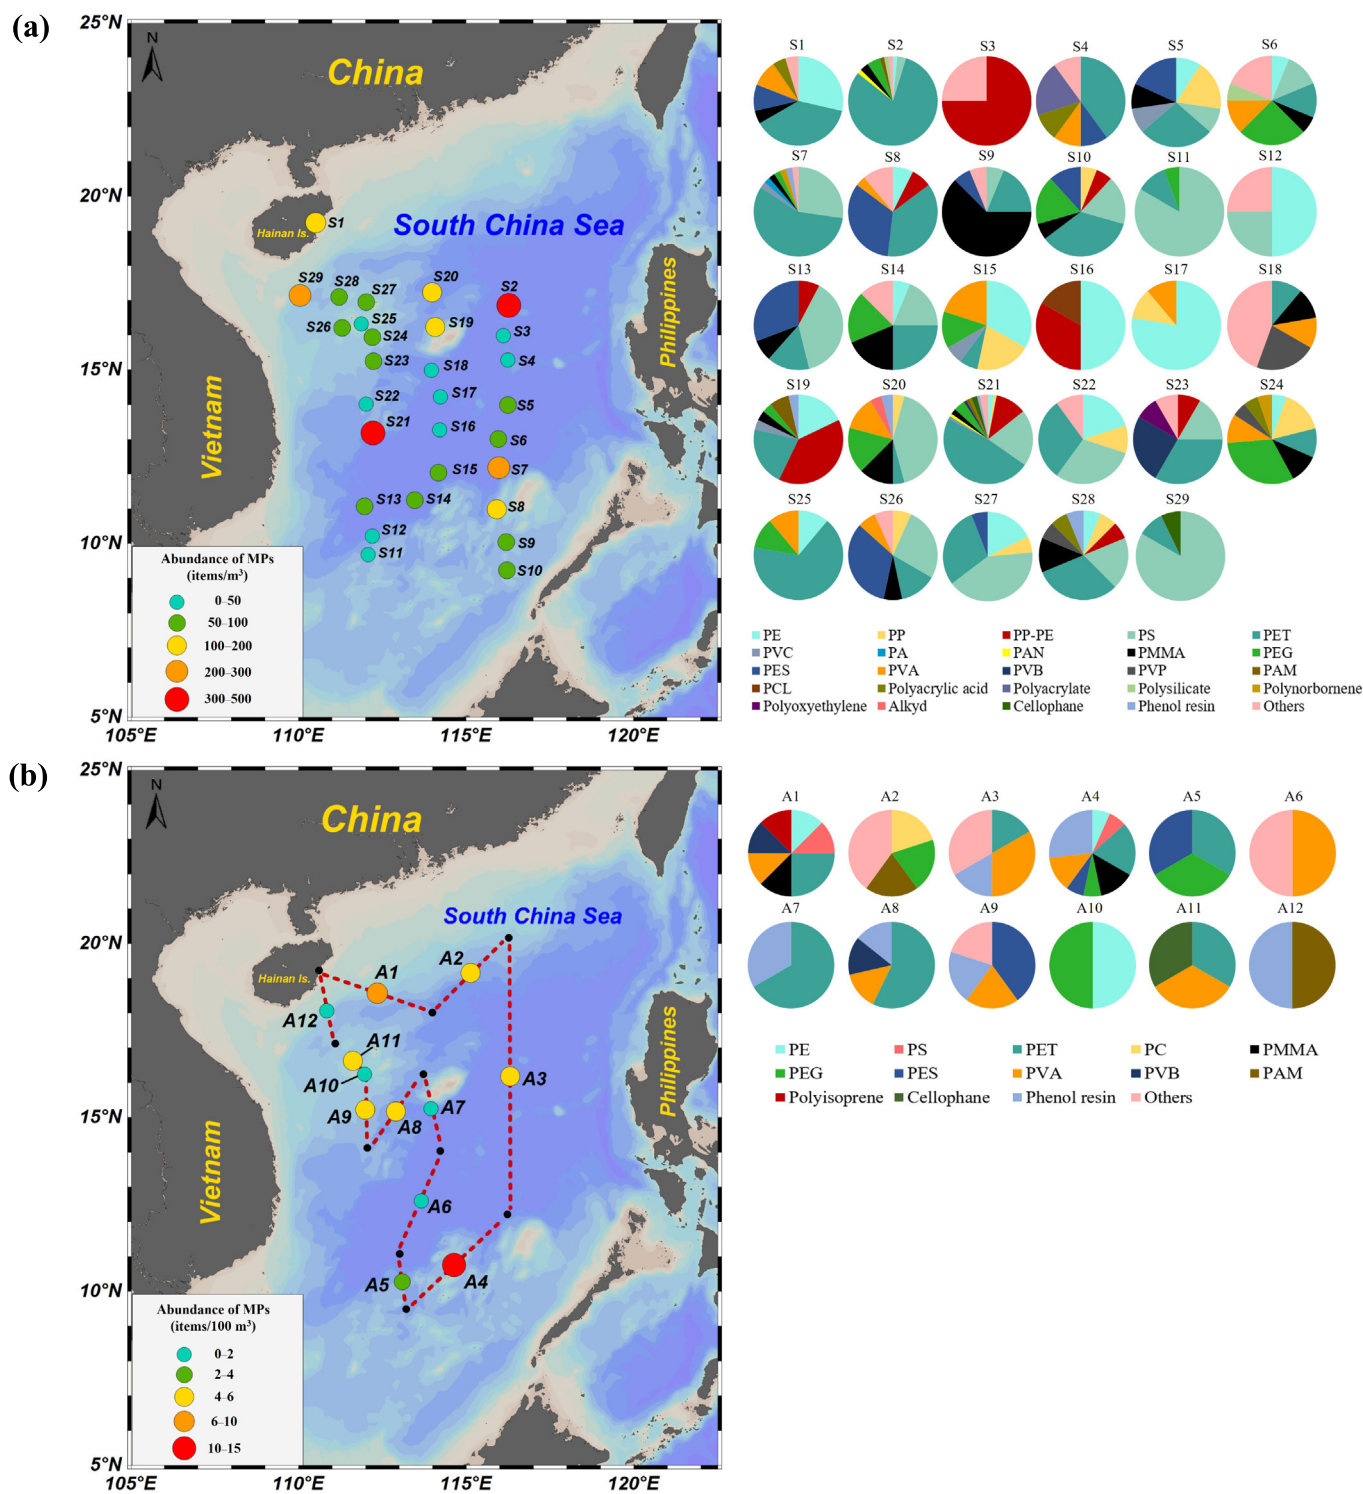 (a)
25°N
20°N
15°N
10°N
5°N
105°E
110°E
115°E
120°E
N
China
South China Sea
Hainan Is.
Vietnam
Philippines
S1
S29
S28
S27
S20
S2
S26
S25
S24
S19
S3
S23
S18
S4
S22
S17
S5
S21
S16
S6
S15
S7
S13
S14
S8
S12
S9
S11
S10
Abundance of MPs
(items/m³)
0–50
50–100
100–200
200–300
300–500
S1 S2 S3 S4 S5 S6
S7 S8 S9 S10 S11 S12
S13 S14 S15 S16 S17 S18
S19 S20 S21 S22 S23 S24
S25 S26 S27 S28 S29
PE PP PP-PE PS PET
PVC PA PAN PMMA PEG
PES PVA PVB PVP PAM
PCL Polyacrylic acid Polyacrylate Polysilicate Polynorbornene
Polyoxyethylene Alkyd Cellophane Phenol resin Others
(b)
25°N
20°N
15°N
10°N
5°N
105°E
110°E
115°E
120°E
N
China
South China Sea
Hainan Is.
Vietnam
Philippines
A1
A2
A12
A11
A10
A3
A9
A8
A7
A6
A5
A4
Abundance of MPs
(items/100 m³)
0–2
2–4
4–6
6–10
10–15
A1 A2 A3 A4 A5 A6
A7 A8 A9 A10 A11 A12
PE PS PET PC PMMA
PEG PES PVA PVB PAM
Polyisoprene Cellophane Phenol resin Others